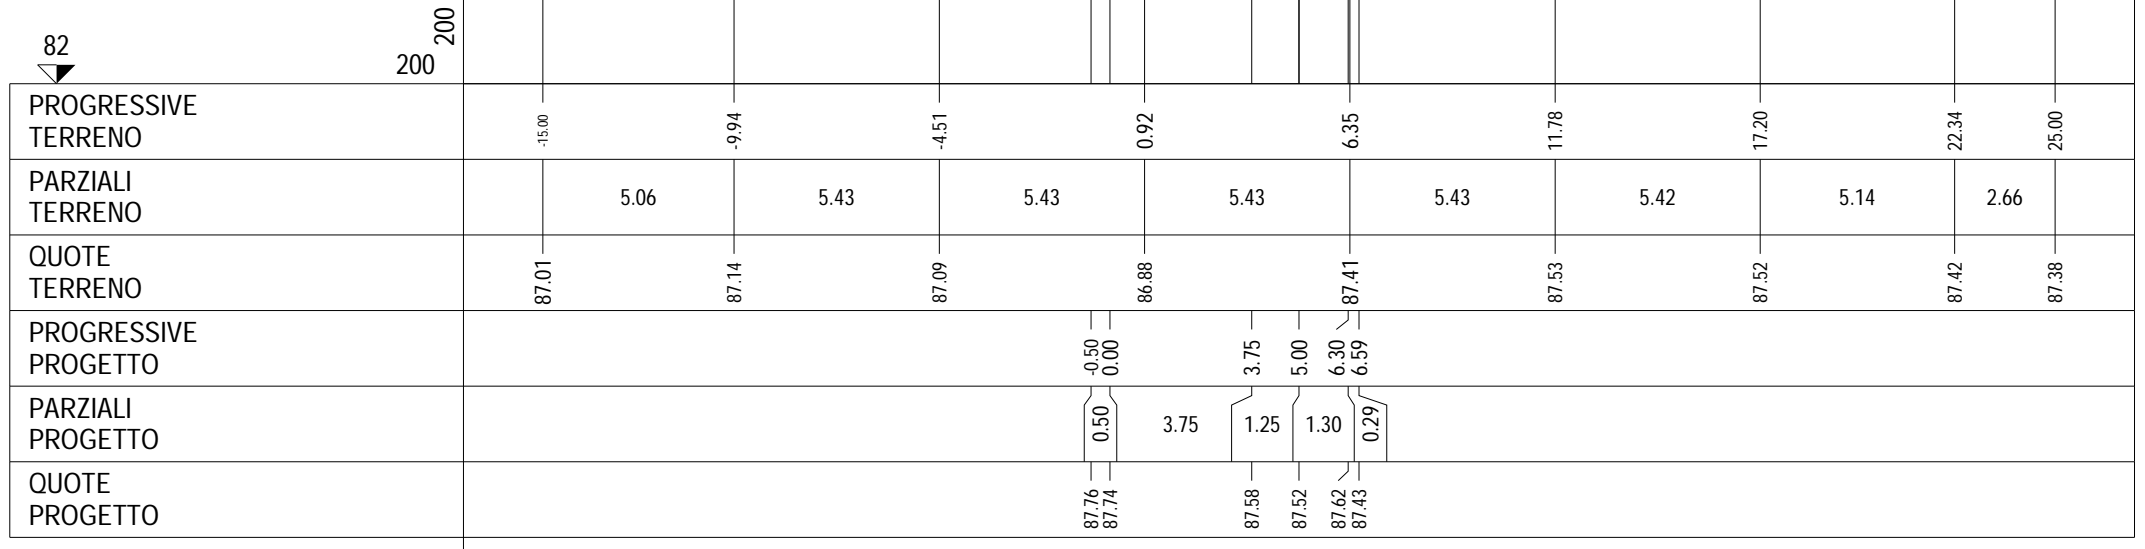 200
82
200
PROGRESSIVE
TERRENO
-15.00 -9.94 -4.51 0.92 6.35 11.78 17.20 22.34 25.00
PARZIALI
TERRENO
5.06 5.43 5.43 5.43 5.43 5.42 5.14 2.66
QUOTE
TERRENO
87.01 87.14 87.09 86.88 87.41 87.53 87.52 87.42 87.38
PROGRESSIVE
PROGETTO
-0.50 0.00 3.75 5.00 6.30 6.59
PARZIALI
PROGETTO
0.50 3.75 1.25 1.30 0.29
QUOTE
PROGETTO
87.76 87.74 87.58 87.52 87.62 87.43